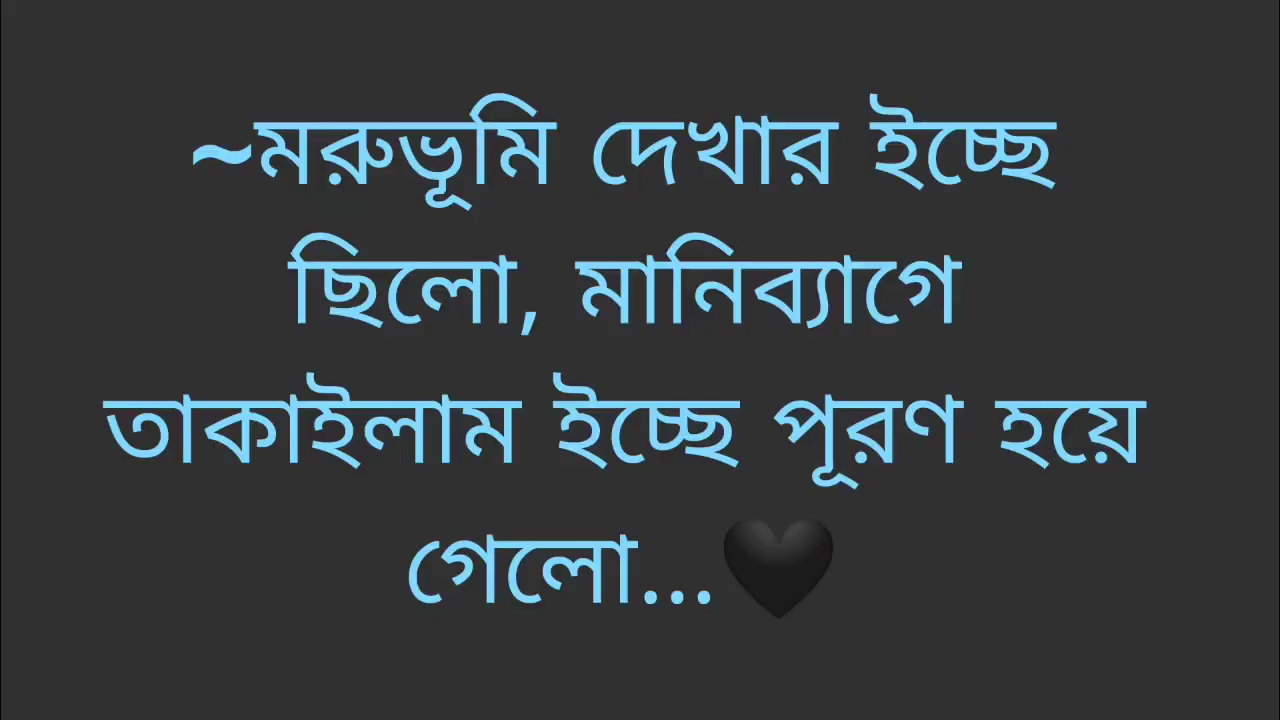 ~মরুভূমি দেখার ইচ্ছে
ছিলো, মানিব্যাগে
তাকাইলাম ইচ্ছে পূরণ হয়ে
গেলো...🖤